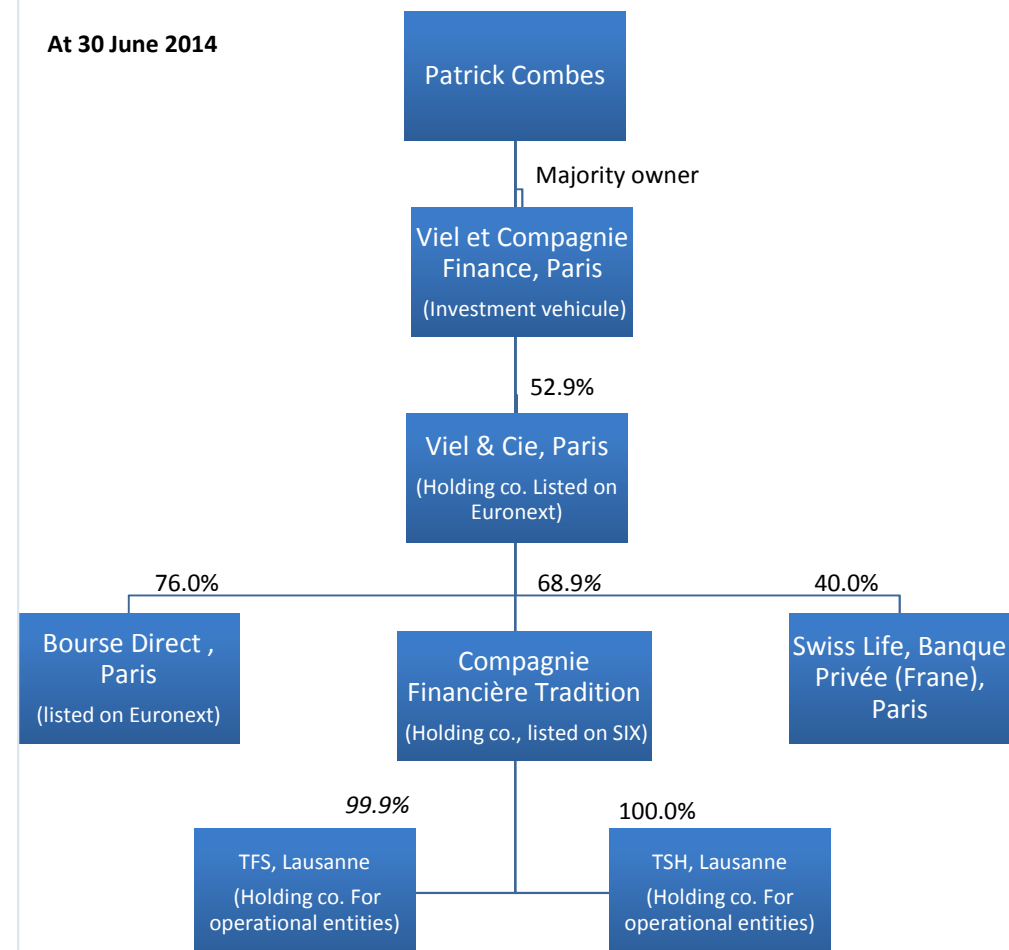 At 30 June 2014
Patrick Combes
Majority owner
Viel et Compagnie
Finance, Paris
(Investment vehicule)
52.9%
Viel & Cie, Paris
(Holding co. Listed on
Euronext)
76.0%
68.9%
40.0%
Bourse Direct ,
Paris
(listed on Euronext)
Compagnie
Financière Tradition
(Holding co., listed on SIX)
Swiss Life, Banque
Privée (Frane),
Paris
99.9%
100.0%
TFS, Lausanne
(Holding co. For
operational entities)
TSH, Lausanne
(Holding co. For
operational entities)